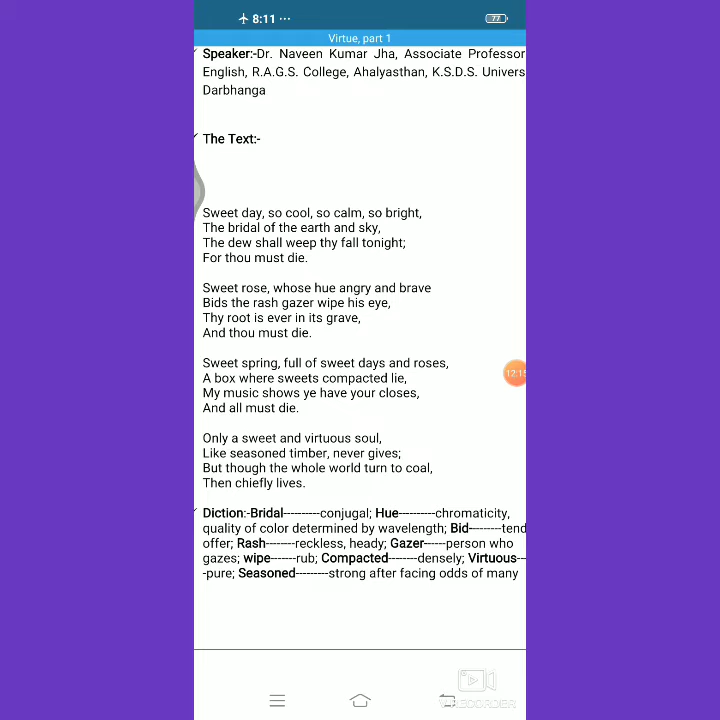 8:11 ...
77
Virtue, part 1
Speaker:-Dr. Naveen Kumar Jha, Associate Professor
English, R.A.G.S. College, Ahalyasthan, K.S.D.S. Univers
Darbhanga
The Text:-
Sweet day, so cool, so calm, so bright,
The bridal of the earth and sky,
The dew shall weep thy fall tonight;
For thou must die.
Sweet rose, whose hue angry and brave
Bids the rash gazer wipe his eye,
Thy root is ever in its grave,
And thou must die.
Sweet spring, full of sweet days and roses,
A box where sweets compacted lie,
12:15
My music shows ye have your closes,
And all must die.
Only a sweet and virtuous soul,
Like seasoned timber, never gives;
But though the whole world turn to coal,
Then chiefly lives.
Diction:-Bridal----------conjugal; Hue---------chromaticity,
quality of color determined by wavelength; Bid--------tend
offer; Rash--------reckless, heady; Gazer------person who
gazes; wipe-------rub; Compacted--------densely; Virtuous---
-pure; Seasoned---------strong after facing odds of many
V RECORDER